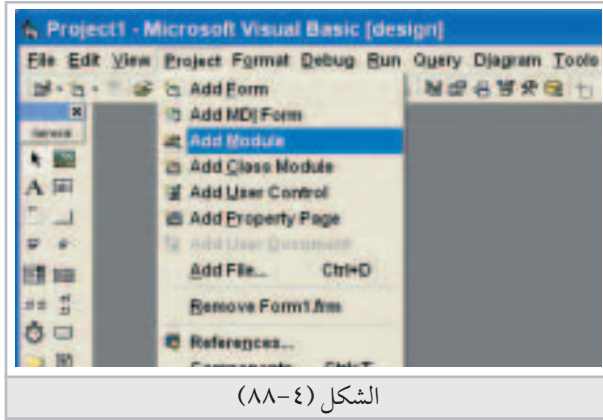 Project1 - Microsoft Visual Basic [design]
File Edit View Project Format Debug Run Query Diagram Tools
Add Form
Add MDI Form
Add Module
General
Add Class Module
Add User Control
Add Property Page
Add User Document
Add File... Ctrl+D
Remove Form1.frm
References...
Components... Ctrl+T
الشكل (٤-٨٨)